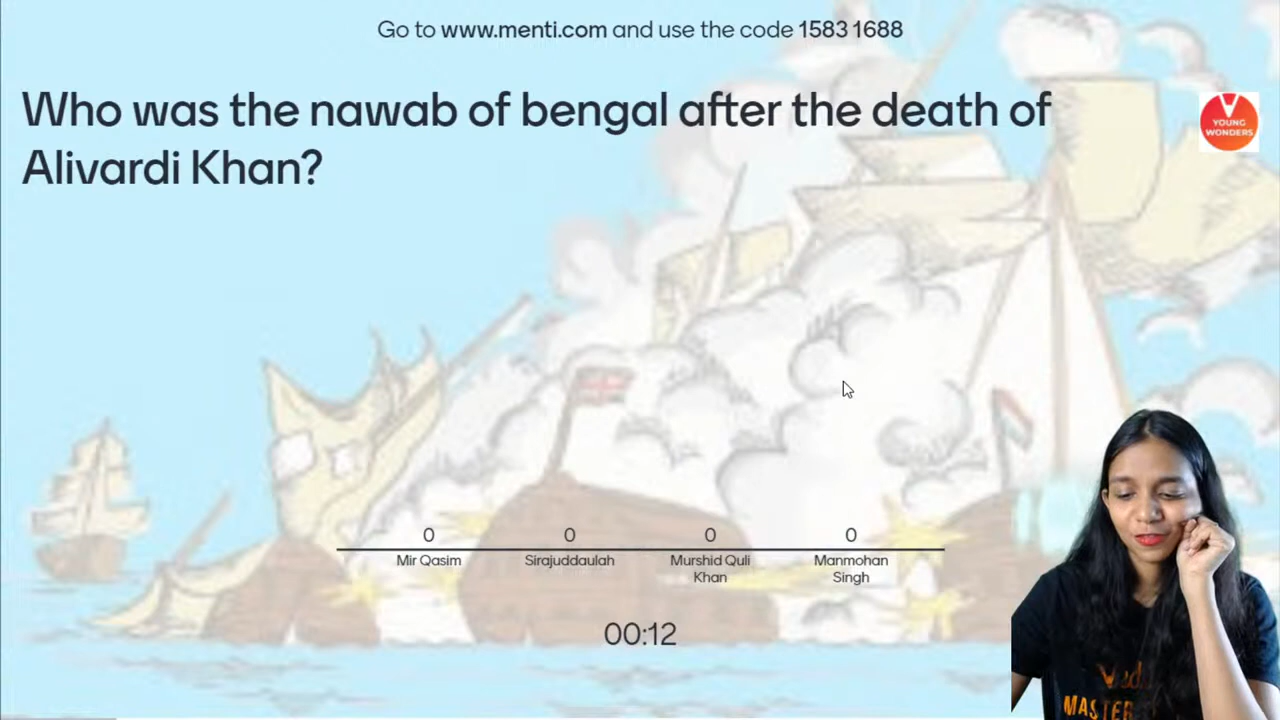 Go to www.menti.com and use the code 1583 1688
Who was the nawab of bengal after the death of
Alivardi Khan?
YOUNG
WONDERS
0 0 0 0
Mir Qasim Sirajuddaulah Murshid Quli Manmohan
Khan Singh
00:12
MASTER